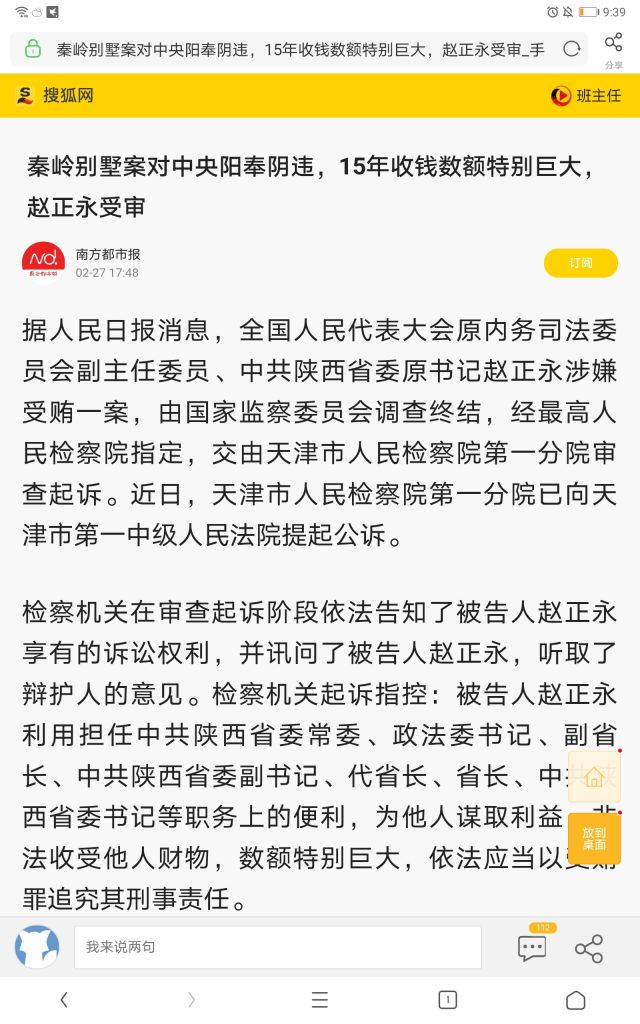 9:39
秦岭别墅案对中央阳奉阴违，15年收钱数额特别巨大，赵正永受审_手
分享
搜狐网
班主任
秦岭别墅案对中央阳奉阴违，15年收钱数额特别巨大，
赵正永受审
南方都市报
02-27 17:48
订阅
据人民日报消息，全国人民代表大会原内务司法委
员会副主任委员、中共陕西省委原书记赵正永涉嫌
受贿一案，由国家监察委员会调查终结，经最高人
民检察院指定，交由天津市人民检察院第一分院审
查起诉。近日，天津市人民检察院第一分院已向天
津市第一中级人民法院提起公诉。
检察机关在审查起诉阶段依法告知了被告人赵正永
享有的诉讼权利，并讯问了被告人赵正永，听取了
辩护人的意见。检察机关起诉指控：被告人赵正永
利用担任中共陕西省委常委、政法委书记、副省
长、中共陕西省委副书记、代省长、省长、中共陕
西省委书记等职务上的便利，为他人谋取利益，非
法收受他人财物，数额特别巨大，依法应当以受贿
罪追究其刑事责任。
放到
桌面
我来说两句
112
1